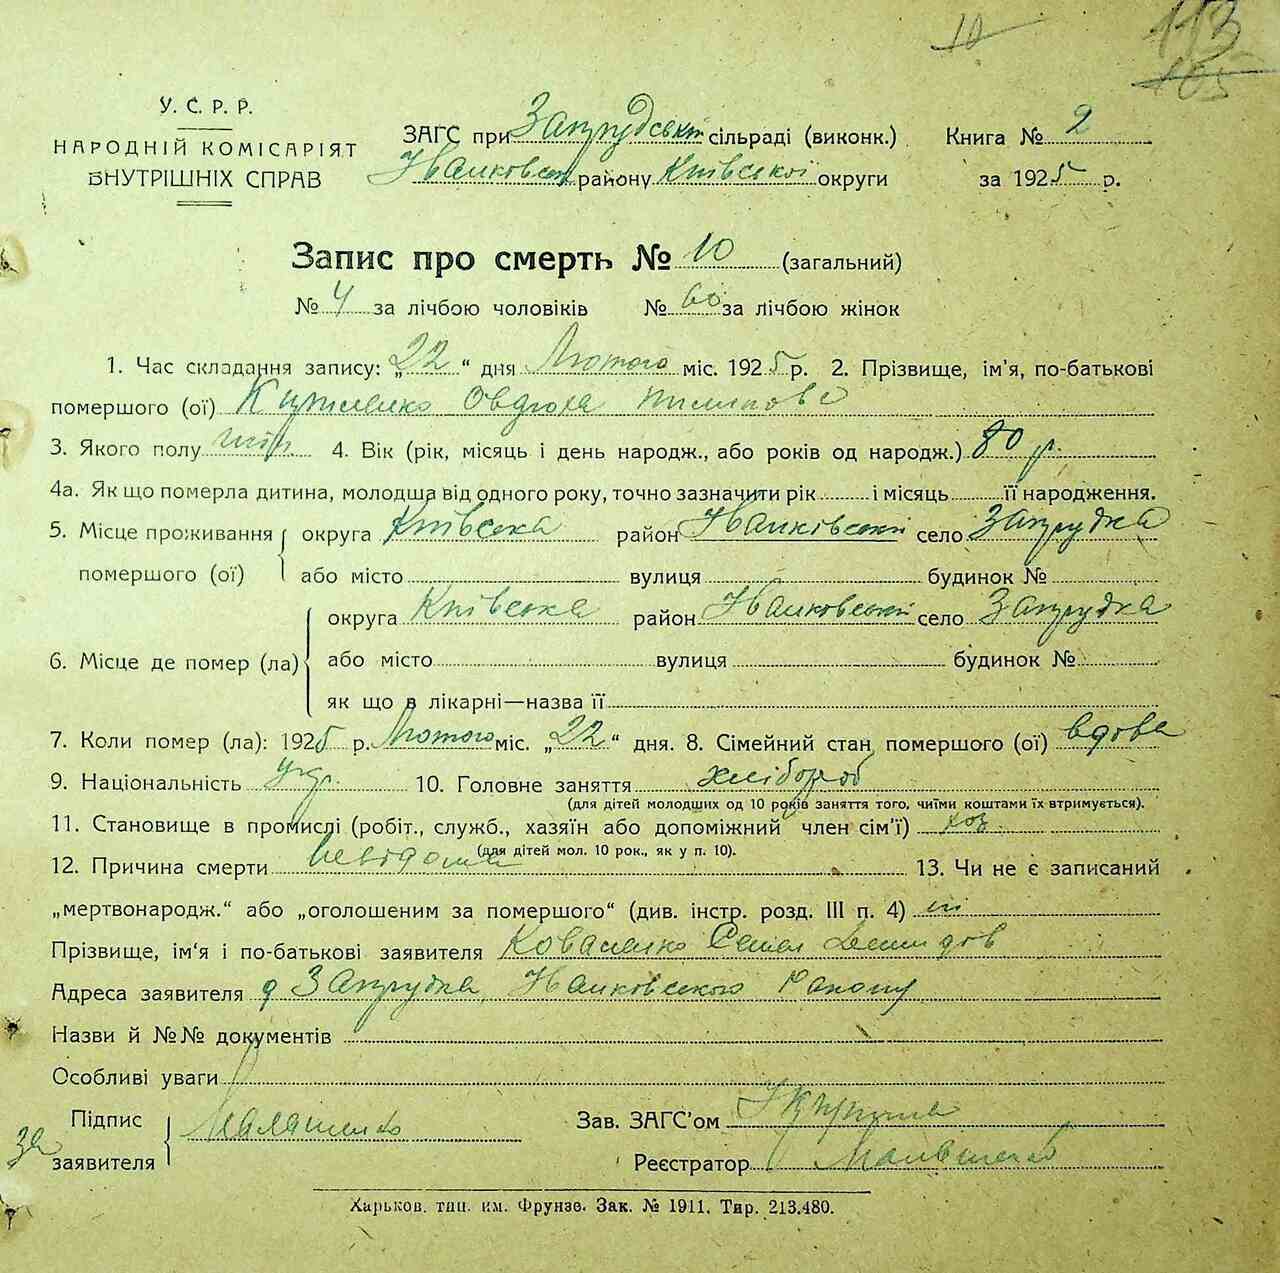 10
113
105
У. С. Р. Р.
НАРОДНІЙ КОМІСАРІЯТ
ВНУТРІШНІХ СПРАВ
ЗАГС при Запрудській сільраді (виконк.)
району Київської округи
Книга № 2
за 1925 р.
Запис про смерть № 10 (загальний)
№ 4 за лічбою чоловіків № 6 за лічбою жінок
1. Час складання запису: „22“ дня Лютого міс. 1925 р. 2. Прізвище, ім'я, по-батькові
помершого (ої) Овдоха
3. Якого полу жін 4. Вік (рік, місяць і день народж., або років од народж.) 80 р.
4а. Як що померла дитина, молодща від одного року, точно зазначити рік і місяць її народження.
5. Місце проживання помершого (ої) округа Київська район село Запрудка
або місто вулиця будинок №
6. Місце де помер (ла) округа Київська район село Запрудка
або місто вулиця будинок №
як що в лікарні—назва її
7. Коли помер (ла): 1925 р. Лютого міс. „22“ дня. 8. Сімейний стан помершого (ої) вдова
9. Національність Укр. 10. Головне заняття хлібороб
(для дітей молодших од 10 років заняття того, чиїми коштами їх втримується).
11. Становище в промислі (робіт., служб., хазяїн або допоміжний член сім'ї) хоз.
(для дітей мол. 10 рок., як у п. 10).
12. Причина смерти невідома 13. Чи не є записаний
„мертвонародж.“ або „оголошеним за помершого“ (див. інстр. розд. III п. 4) ні
Прізвище, ім'я і по-батькові заявителя Коваленко Семен Демидов
Адреса заявителя Запрудка, Району
Назви й №№ документів
Особливі уваги
Підпис
за заявителя
Зав. ЗАГС'ом
Реєстратор
Харьков. тип. им. Фрунзе. Зак. № 1911. Тир. 213.480.